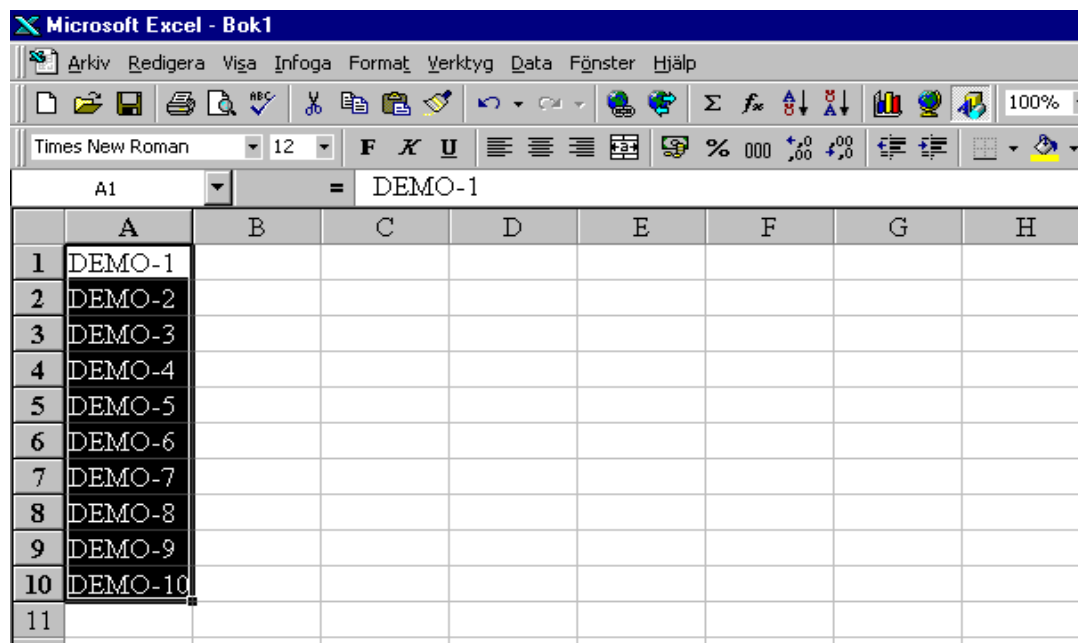 Microsoft Excel - Bok1
Arkiv Redigera Visa Infoga Format Verktyg Data Fönster Hjälp
ABC Σ fx 100%
Times New Roman 12 F K U % 000
A1 = DEMO-1
A B C D E F G H
1 DEMO-1
2 DEMO-2
3 DEMO-3
4 DEMO-4
5 DEMO-5
6 DEMO-6
7 DEMO-7
8 DEMO-8
9 DEMO-9
10 DEMO-10
11